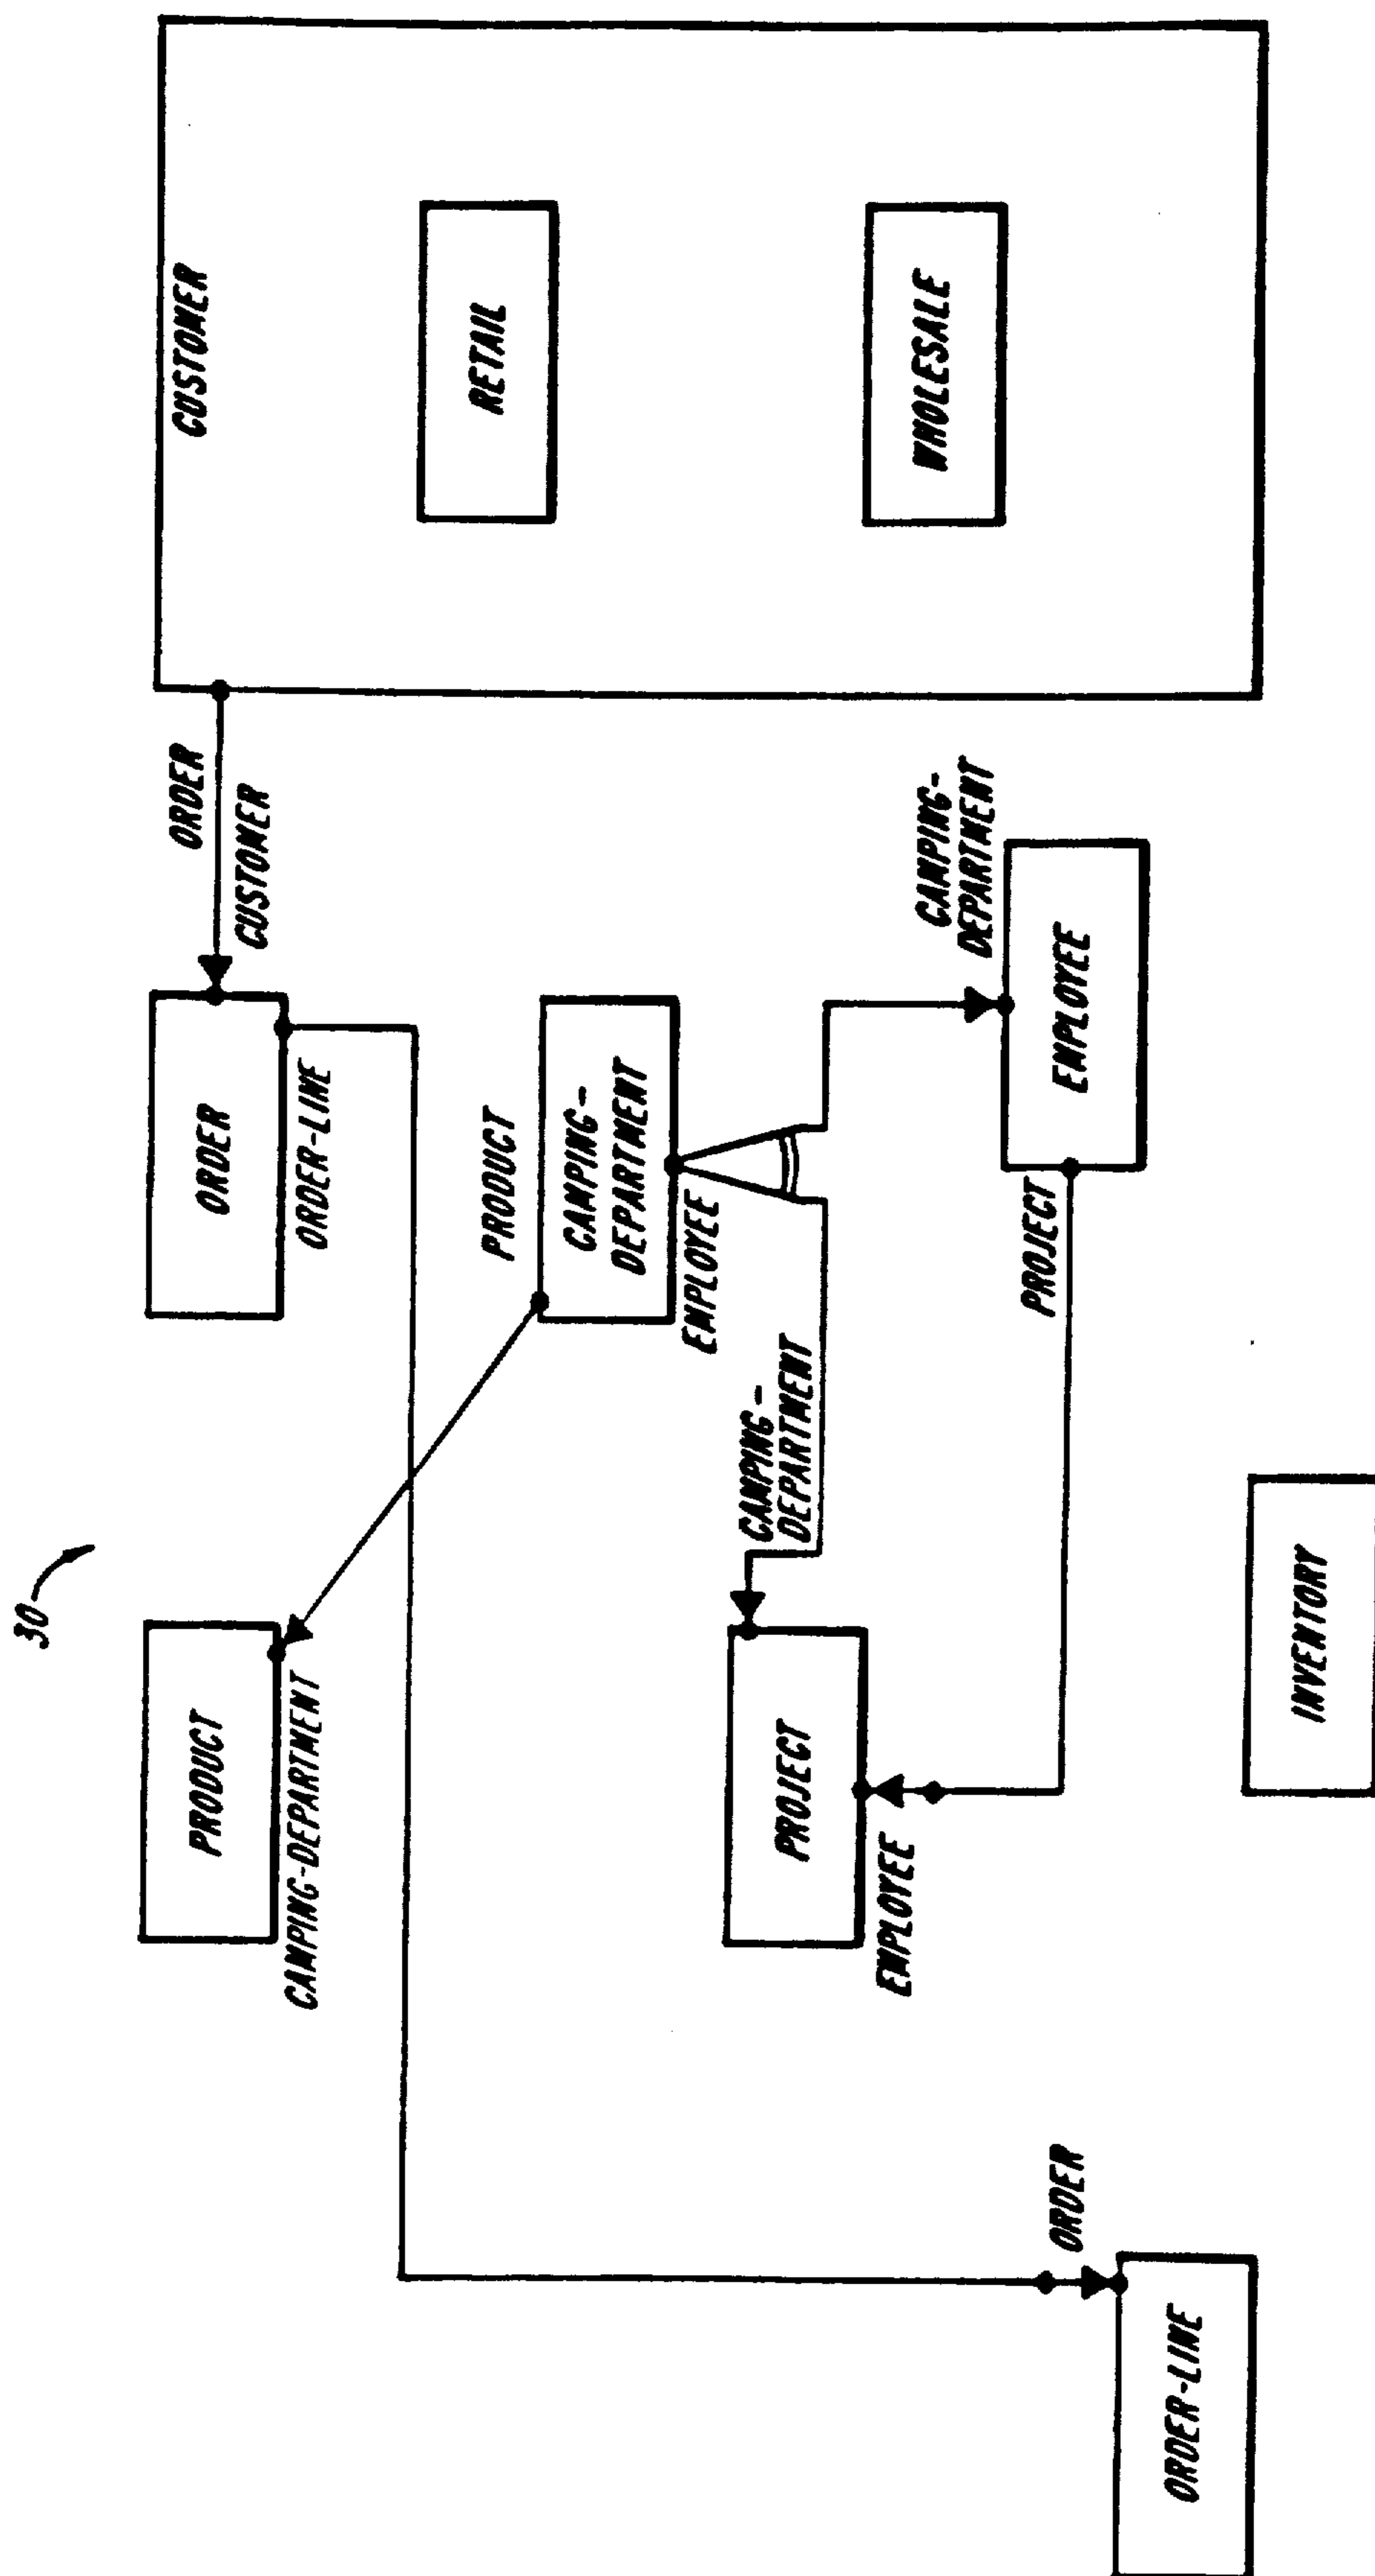 30
PRODUCT
ORDER
ORDER
CUSTOMER
CAMPING-DEPARTMENT
ORDER-LINE
CUSTOMER
PRODUCT
RETAIL
CAMPING-
DEPARTMENT
EMPLOYEE
CAMPING-
DEPARTMENT
PROJECT
EMPLOYEE
WHOLESALE
CAMPING-
DEPARTMENT
PROJECT
ORDER
EMPLOYEE
ORDER-LINE
INVENTORY